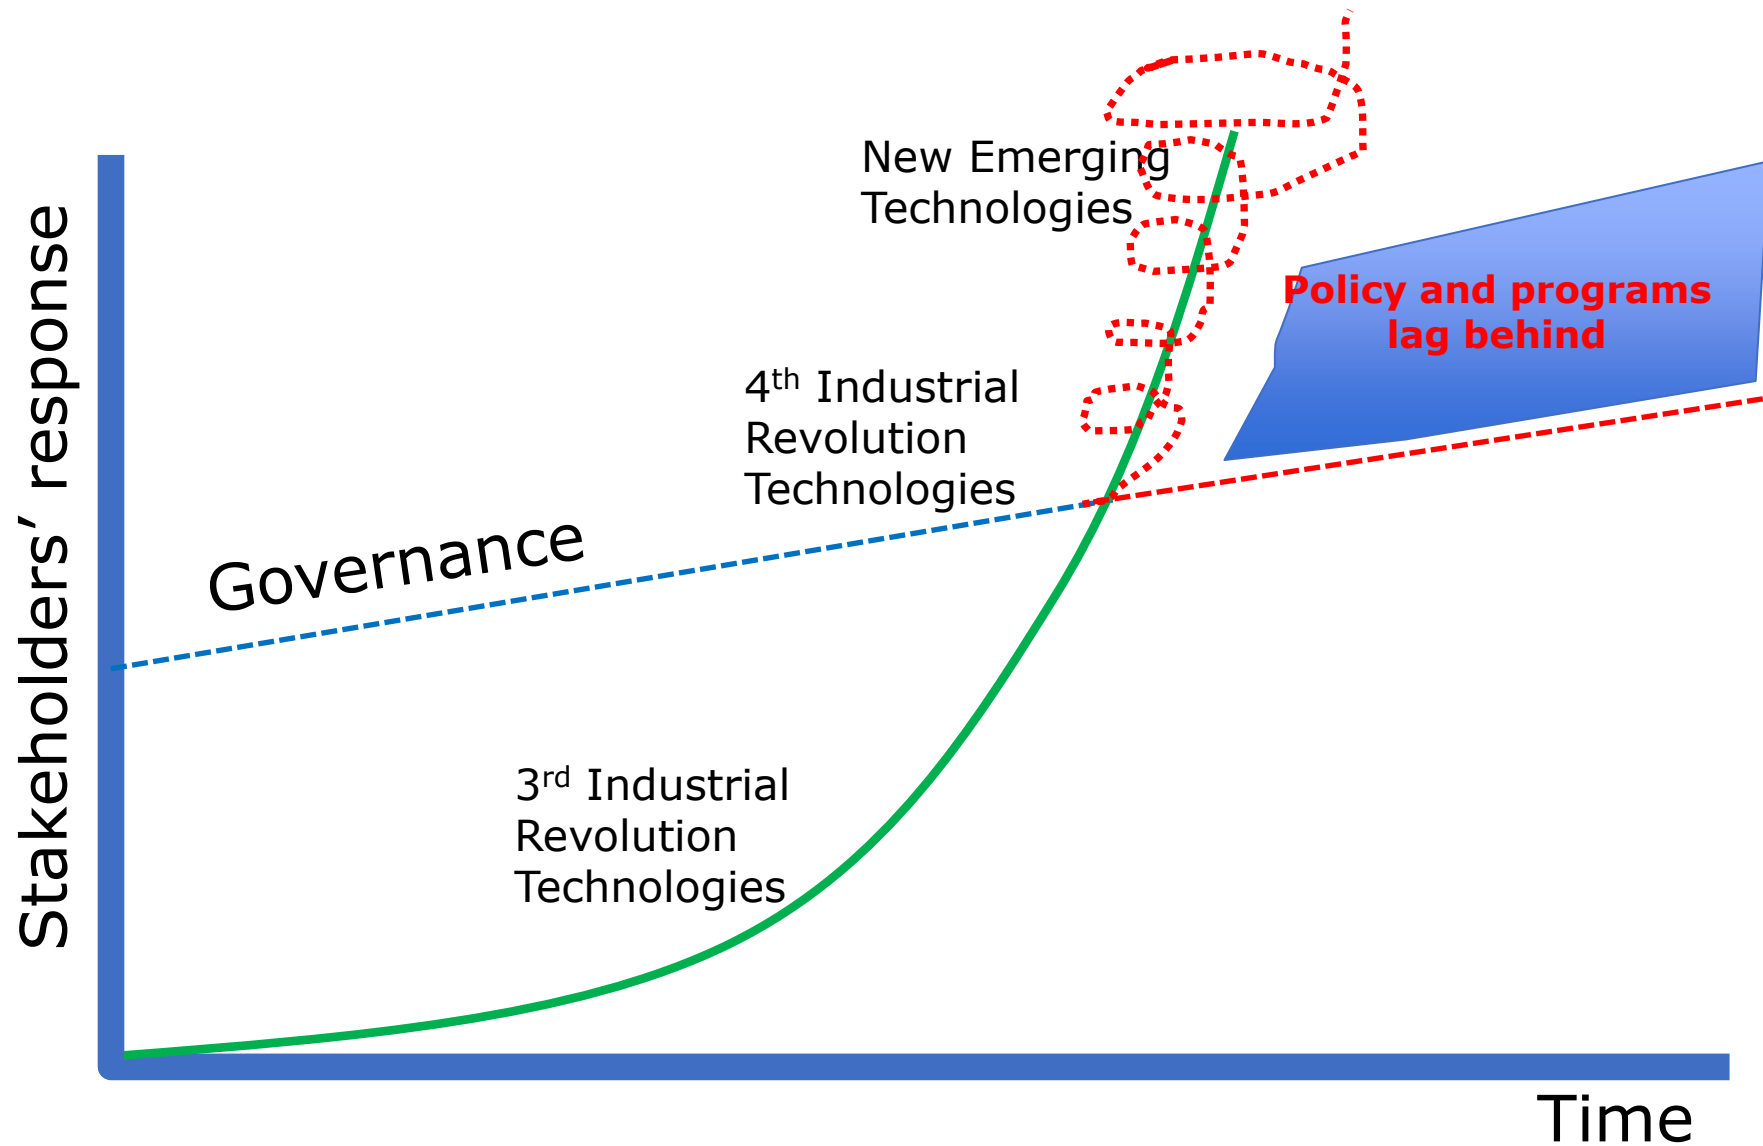 New Emerging
Technologies
Policy and programs
lag behind
4th Industrial
Revolution
Technologies
Governance
Stakeholders’ response
3rd Industrial
Revolution
Technologies
Time